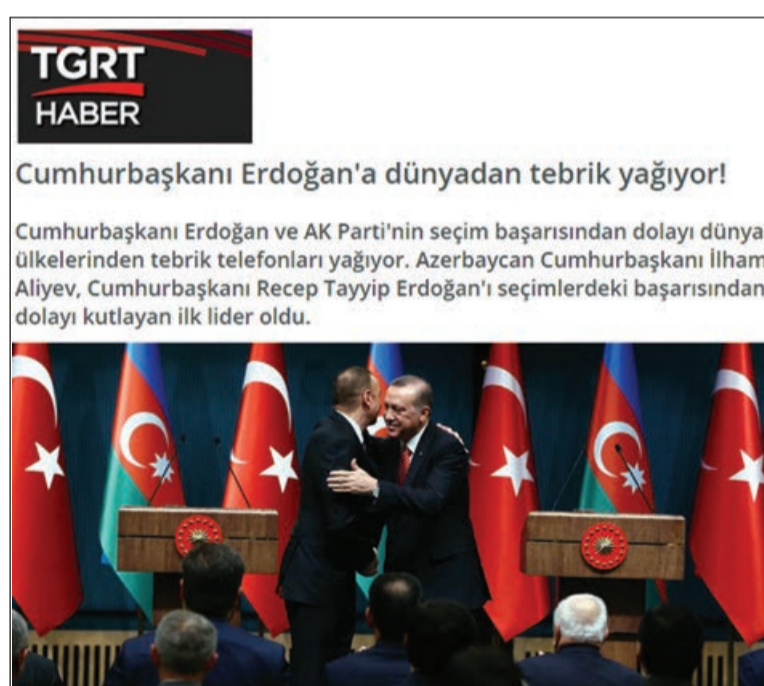 TGRT
HABER
Cumhurbaşkanı Erdoğan'a dünyadan tebrik yağıyor!
Cumhurbaşkanı Erdoğan ve AK Parti'nin seçim başarısından dolayı dünya
ülkelerinden tebrik telefonları yağıyor. Azerbaycan Cumhurbaşkanı İlham
Aliyev, Cumhurbaşkanı Recep Tayyip Erdoğan'ı seçimlerdeki başarısından
dolayı kutlayan ilk lider oldu.